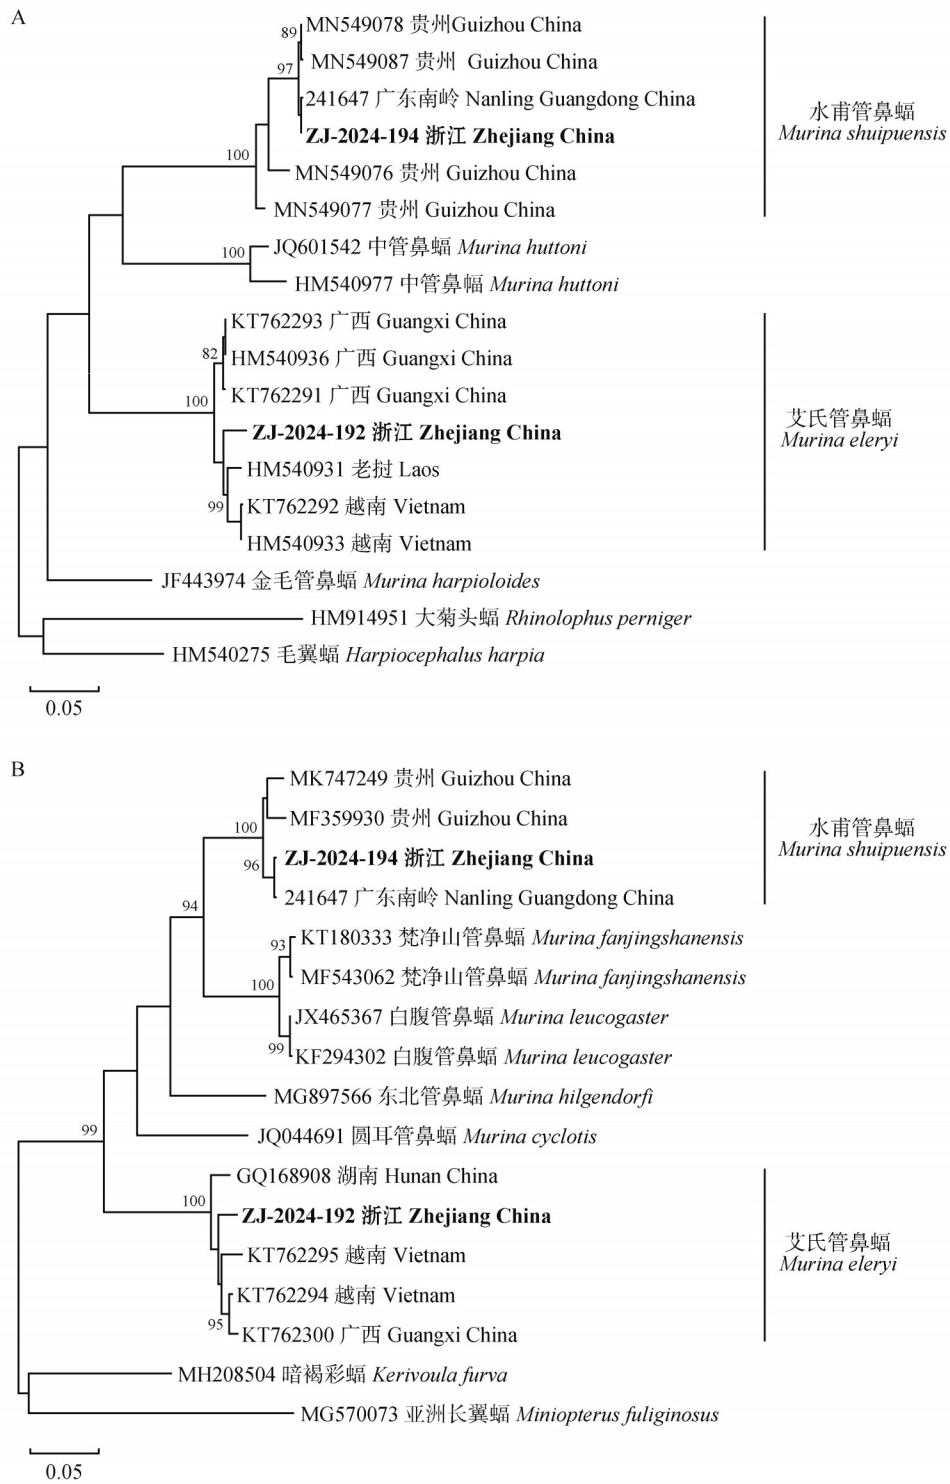 A
89
MN549078 贵州Guizhou China
97
MN549087 贵州 Guizhou China
241647 广东南岭 Nanling Guangdong China
水甫管鼻蝠
Murina shuipuensis
ZJ-2024-194 浙江 Zhejiang China
100
MN549076 贵州 Guizhou China
MN549077 贵州 Guizhou China
100
JQ601542 中管鼻蝠 Murina huttoni
HM540977 中管鼻幅 Murina huttoni
KT762293 广西 Guangxi China
82
HM540936 广西 Guangxi China
100
KT762291 广西 Guangxi China
艾氏管鼻蝠
Murina eleryi
ZJ-2024-192 浙江 Zhejiang China
HM540931 老挝 Laos
99
KT762292 越南 Vietnam
HM540933 越南 Vietnam
JF443974 金毛管鼻蝠 Murina harpioloides
HM914951 大菊头蝠 Rhinolophus perniger
HM540275 毛翼蝠 Harpiocephalus harpia
0.05
B
MK747249 贵州 Guizhou China
100
MF359930 贵州 Guizhou China
水甫管鼻蝠
Murina shuipuensis
96
ZJ-2024-194 浙江 Zhejiang China
241647 广东南岭 Nanling Guangdong China
94
93
KT180333 梵净山管鼻蝠 Murina fanjingshanensis
100
MF543062 梵净山管鼻蝠 Murina fanjingshanensis
JX465367 白腹管鼻蝠 Murina leucogaster
99
KF294302 白腹管鼻蝠 Murina leucogaster
MG897566 东北管鼻蝠 Murina hilgendorfi
99
JQ044691 圆耳管鼻蝠 Murina cyclotis
GQ168908 湖南 Hunan China
100
ZJ-2024-192 浙江 Zhejiang China
艾氏管鼻蝠
Murina eleryi
KT762295 越南 Vietnam
KT762294 越南 Vietnam
95
KT762300 广西 Guangxi China
MH208504 暗褐彩蝠 Kerivoula furva
MG570073 亚洲长翼蝠 Miniopterus fuliginosus
0.05